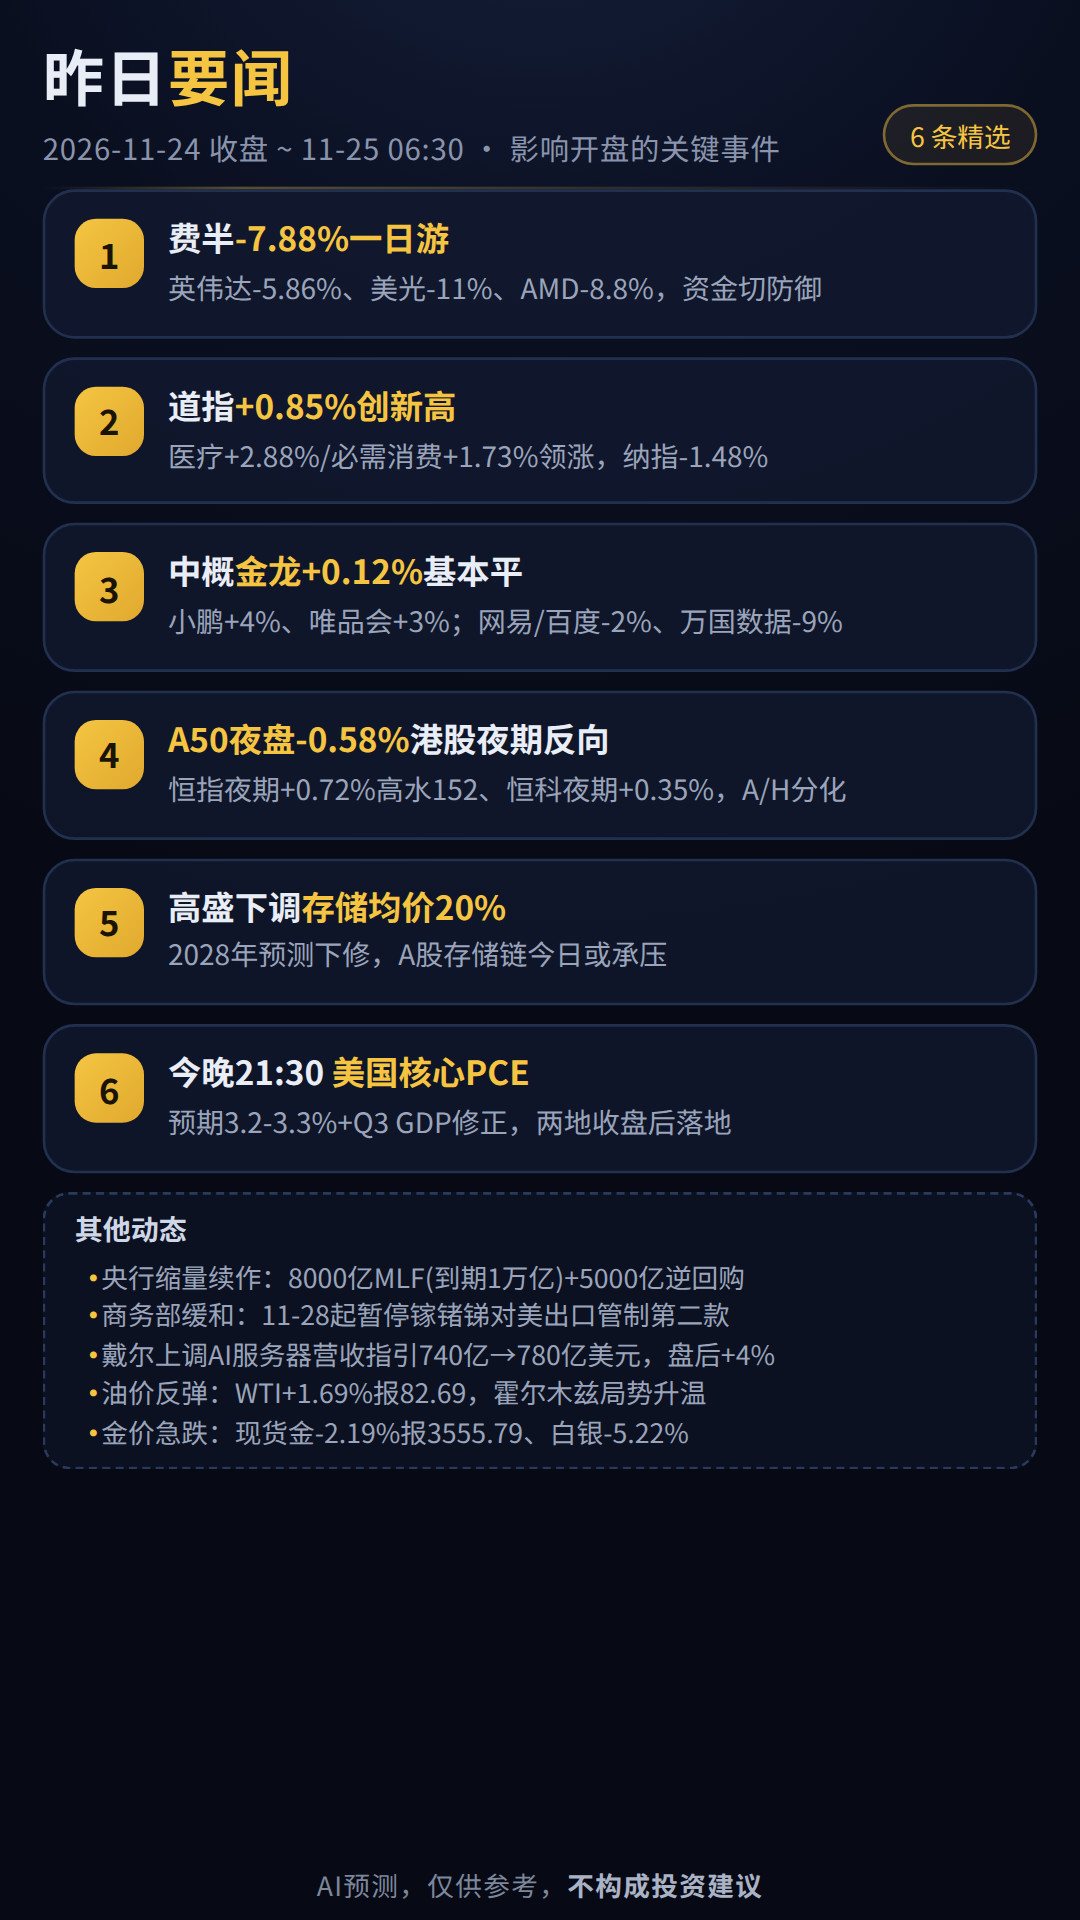 昨日要闻
2026-11-24 收盘 ~ 11-25 06:30 · 影响开盘的关键事件
6 条精选
1
费半-7.88%一日游
英伟达-5.86%、美光-11%、AMD-8.8%，资金切防御
2
道指+0.85%创新高
医疗+2.88%/必需消费+1.73%领涨，纳指-1.48%
3
中概金龙+0.12%基本平
小鹏+4%、唯品会+3%；网易/百度-2%、万国数据-9%
4
A50夜盘-0.58%港股夜期反向
恒指夜期+0.72%高水152、恒科夜期+0.35%，A/H分化
5
高盛下调存储均价20%
2028年预测下修，A股存储链今日或承压
6
今晚21:30 美国核心PCE
预期3.2-3.3%+Q3 GDP修正，两地收盘后落地
其他动态
•央行缩量续作：8000亿MLF(到期1万亿)+5000亿逆回购
•商务部缓和：11-28起暂停镓锗锑对美出口管制第二款
•戴尔上调AI服务器营收指引740亿→780亿美元，盘后+4%
•油价反弹：WTI+1.69%报82.69，霍尔木兹局势升温
•金价急跌：现货金-2.19%报3555.79、白银-5.22%
AI预测，仅供参考，不构成投资建议